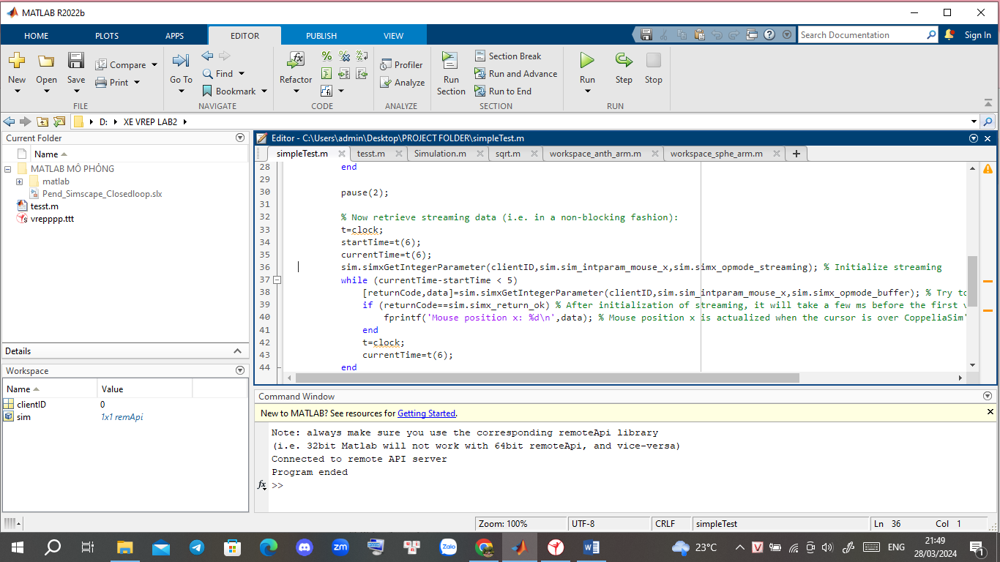 MATLAB R2022b
HOME PLOTS APPS EDITOR PUBLISH VIEW Search Documentation Sign In
New Open Save Compare Print Go To Find Bookmark Refactor Profiler Analyze Run Section Section Break Run and Advance Run to End Run Step Stop
FILE NAVIGATE CODE ANALYZE SECTION RUN
D: XE VREP LAB2
Current Folder
Name
MATLAB MÔ PHỎNG
matlab
Pend_Simscape_Closedloop.slx
tesst.m
vrepppp.ttt
Details
Workspace
Name Value
clientID 0
sim 1x1 remApi
Editor - C:\Users\admin\Desktop\PROJECT FOLDER\simpleTest.m
simpleTest.m tesst.m Simulation.m sqrt.m workspace_anth_arm.m workspace_sphe_arm.m
28 end
29
30 pause(2);
31
32 % Now retrieve streaming data (i.e. in a non-blocking fashion):
33 t=clock;
34 startTime=t(6);
35 currentTime=t(6);
36 sim.simxGetIntegerParameter(clientID,sim.sim_intparam_mouse_x,sim.simx_opmode_streaming); % Initialize streaming
37 while (currentTime-startTime < 5)
38 [returnCode,data]=sim.simxGetIntegerParameter(clientID,sim.sim_intparam_mouse_x,sim.simx_opmode_buffer); % Try to
39 if (returnCode==sim.simx_return_ok) % After initialization of streaming, it will take a few ms before the first v
40 fprintf('Mouse position x: %d\n',data); % Mouse position x is actualized when the cursor is over CoppeliaSim'
41 end
42 t=clock;
43 currentTime=t(6);
44 end
Command Window
New to MATLAB? See resources for Getting Started.
Note: always make sure you use the corresponding remoteApi library
(i.e. 32bit Matlab will not work with 64bit remoteApi, and vice-versa)
Connected to remote API server
Program ended
fx >>
Zoom: 100% UTF-8 CRLF simpleTest Ln 36 Col 1
zm Zalo 23°C ENG 21:49
28/03/2024 1